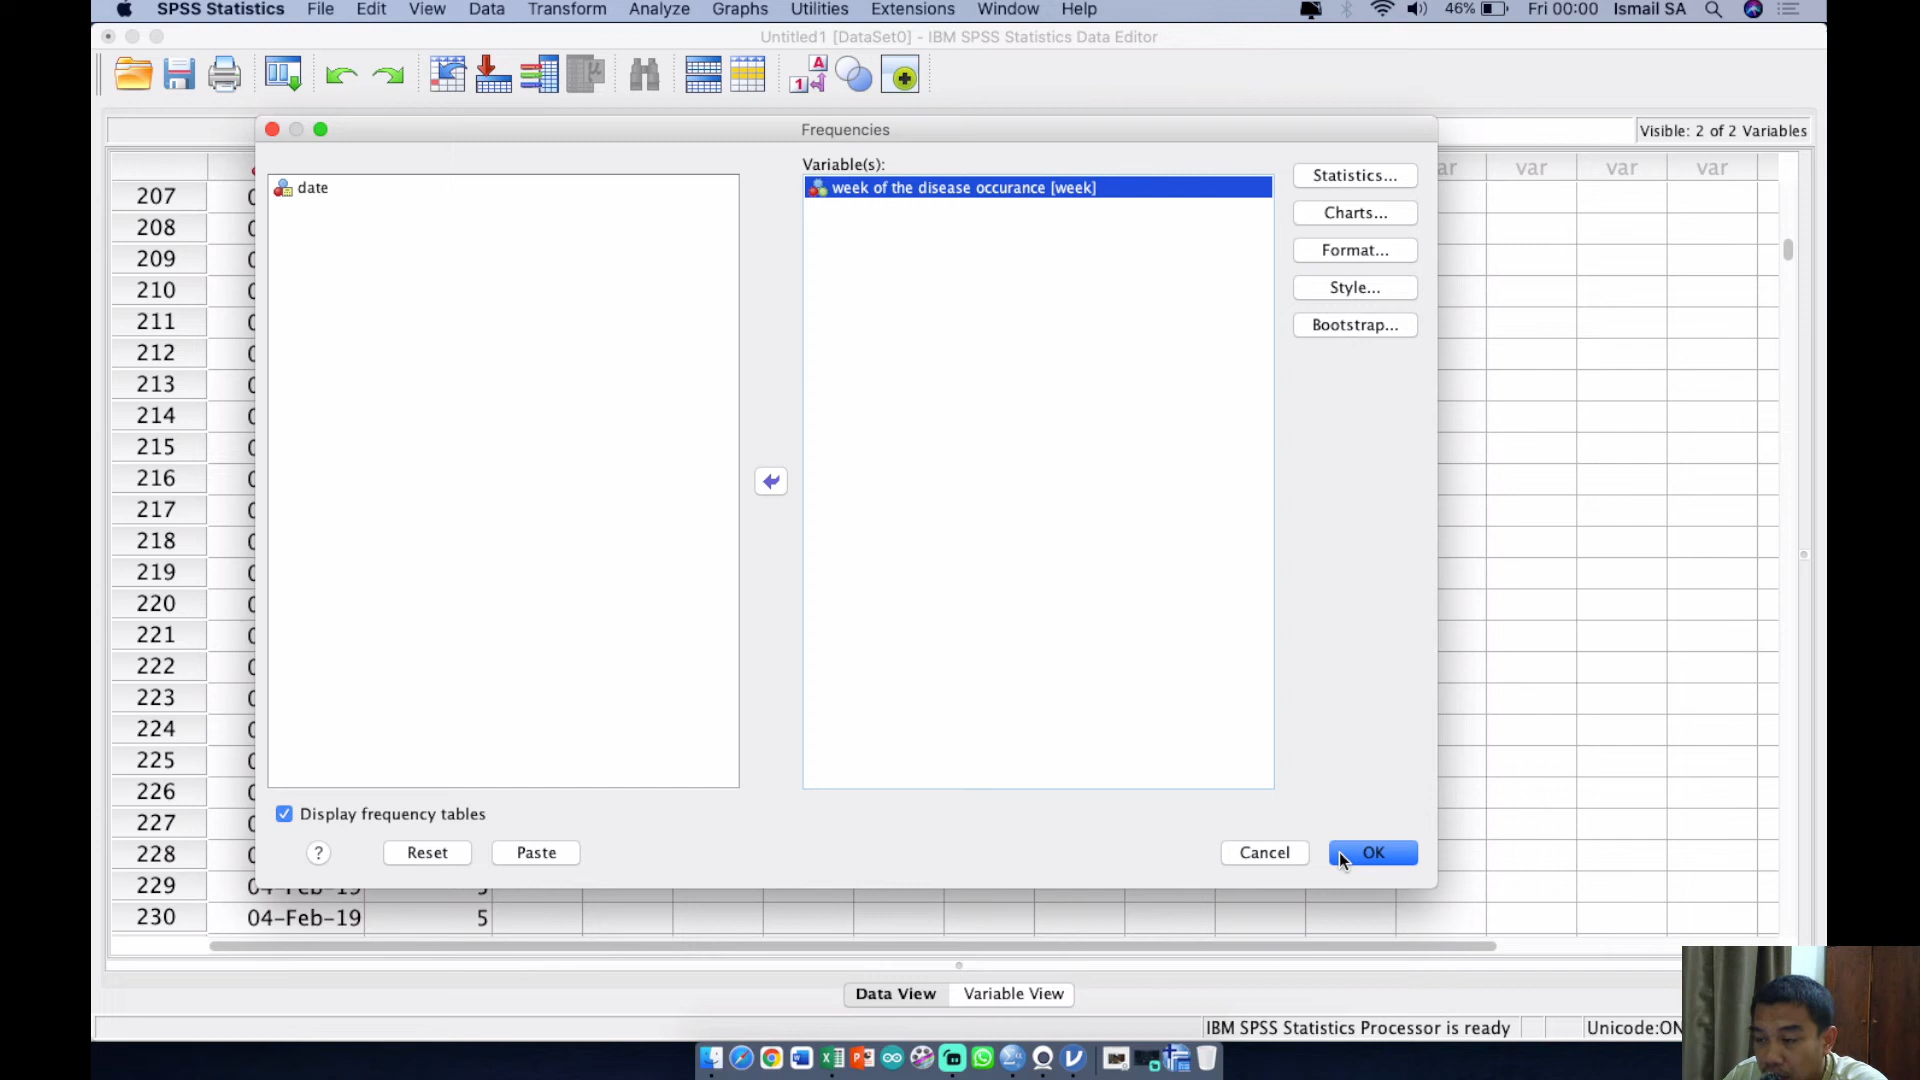 SPSS Statistics File Edit View Data Transform Analyze Graphs Utilities Extensions Window Help 46% Fri 00:00 Ismail SA
Untitled1 [DataSet0] - IBM SPSS Statistics Data Editor
Frequencies
Visible: 2 of 2 Variables
Variable(s):
var var var
date
week of the disease occurance [week]
Statistics...
Charts...
Format...
Style...
Bootstrap...
207
208
209
210
211
212
213
214
215
216
217
218
219
220
221
222
223
224
225
226
227
228
229
230 04-Feb-19 5
Display frequency tables
? Reset Paste Cancel OK
Data View Variable View
IBM SPSS Statistics Processor is ready Unicode:ON